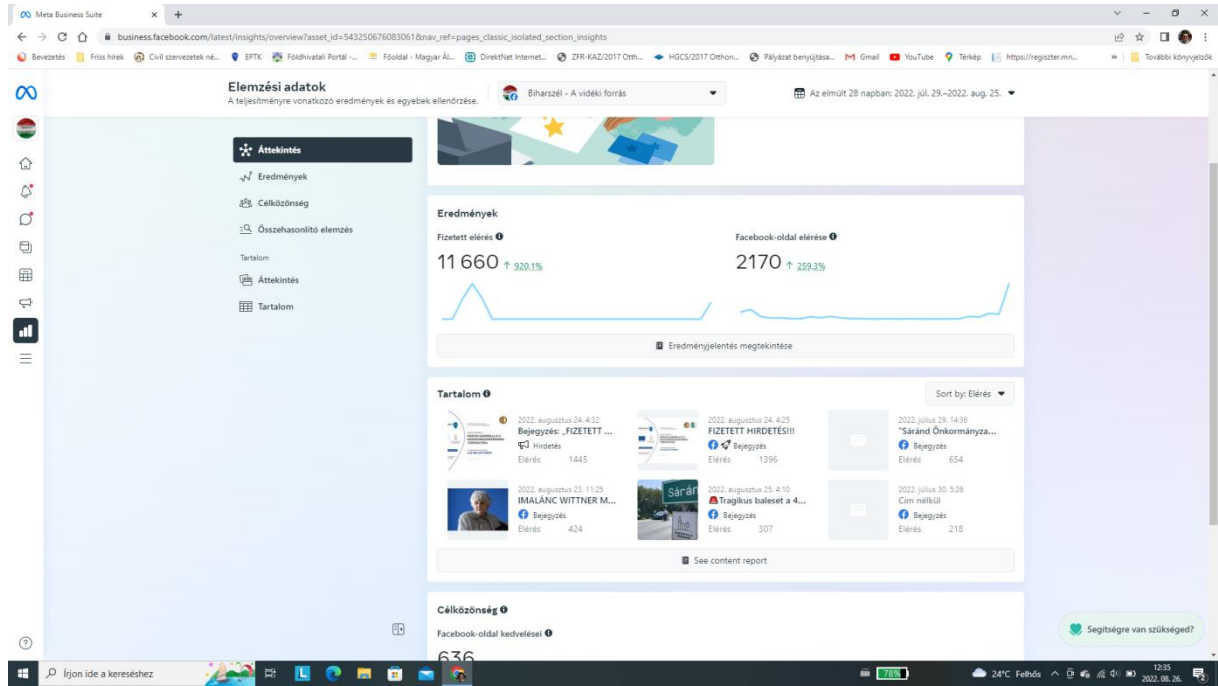 Meta Business Suite
business.facebook.com/latest/insights/overview?asset_id=543250676083061&nav_ref=pages_classic_isolated_section_insights
Bevezetés Friss hírek Civil szervezetek né... EPTK Földhivatali Portál -... Főoldal - Magyar Ál... DirektNet Internet... ZFR-KAZ/2017 Otth... HGCS/2017 Otthon... Pályázat benyújtása... Gmail YouTube Térkép https://regiszter.mn... » További könyvjelzők
Elemzési adatok
A teljesítményre vonatkozó eredmények és egyebek ellenőrzése.
Biharszél - A vidéki forrás
Az elmúlt 28 napban: 2022. júl. 29.–2022. aug. 25.
Áttekintés
Eredmények
Célközönség
Összehasonlító elemzés
Tartalom
Áttekintés
Tartalom
Eredmények
Fizetett elérés
11 660 ↑ 920,1%
Facebook-oldal elérése
2170 ↑ 259,3%
Eredményjelentés megtekintése
Tartalom
Sort by: Elérés
2022. augusztus 24. 4:32
Bejegyzés: „FIZETETT ...
Hirdetés
Elérés 1445
2022. augusztus 24. 4:25
FIZETETT HIRDETÉS!!!
Bejegyzés
Elérés 1396
2022. július 29. 14:36
"Sáránd Önkormányza...
Bejegyzés
Elérés 654
2022. augusztus 23. 11:25
IMALÁNC WITTNER M...
Bejegyzés
Elérés 424
Sárán
2022. augusztus 25. 4:10
Tragikus baleset a 4...
Bejegyzés
Elérés 307
2022. július 30. 5:26
Cím nélkül
Bejegyzés
Elérés 218
See content report
Célközönség
Facebook-oldal kedvelései
636
Segítségre van szükséged?
Írjon ide a kereséshez
78%
24°C Felhős
12:35
2022. 08. 26.